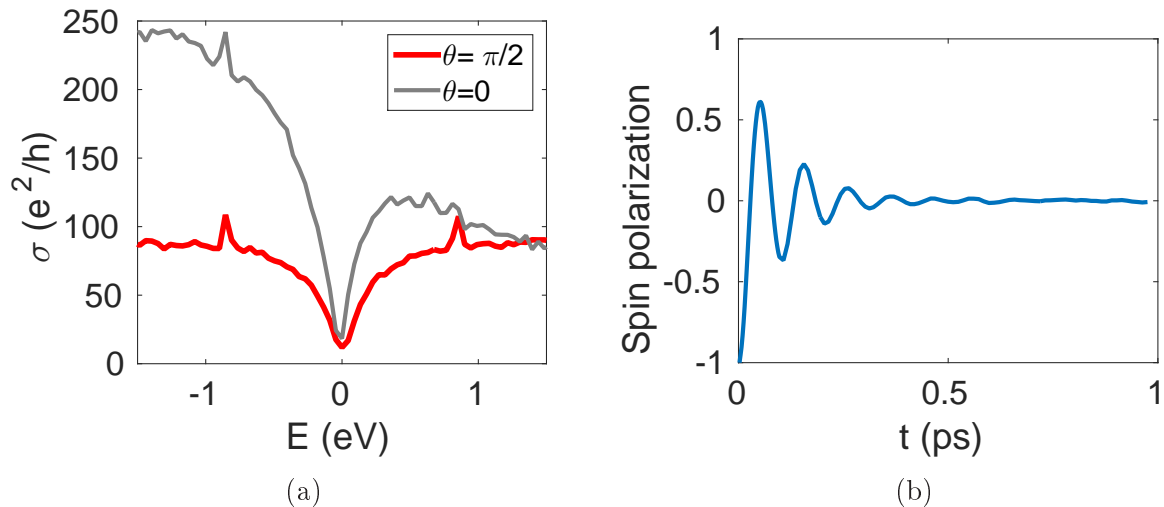 250
200
150
100
50
0
-1
0
1
σ (e²/h)
E (eV)
θ= π/2
θ=0
(a)
1
0.5
0
-0.5
-1
0
0.5
1
Spin polarization
t (ps)
(b)